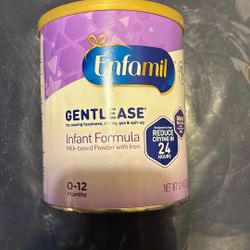 Enfamil
GENTLEASE
for easing fussiness, crying, gas & spit-up
Infant Formula
Milk-based Powder with Iron
REDUCE
CRYING IN
24
HOURS
0-12
Months
NET WT